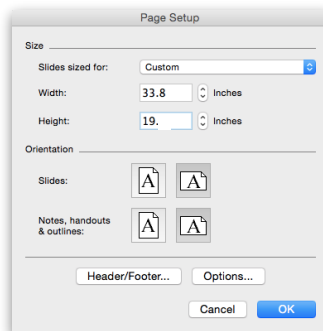 Page Setup
Size
Slides sized for: Custom
Width: 33.8 Inches
Height: 19. Inches
Orientation
Slides: A A
Notes, handouts
& outlines: A A
Header/Footer... Options...
Cancel OK